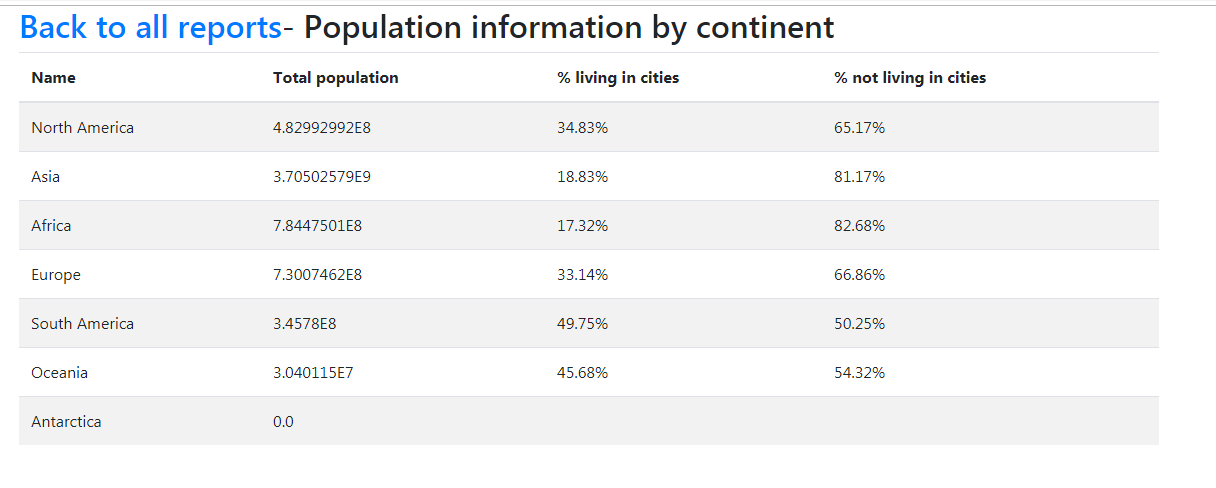 Back to all reports- Population information by continent
Name Total population % living in cities % not living in cities
North America 4.82992992E8 34.83% 65.17%
Asia 3.70502579E9 18.83% 81.17%
Africa 7.8447501E8 17.32% 82.68%
Europe 7.3007462E8 33.14% 66.86%
South America 3.4578E8 49.75% 50.25%
Oceania 3.040115E7 45.68% 54.32%
Antarctica 0.0